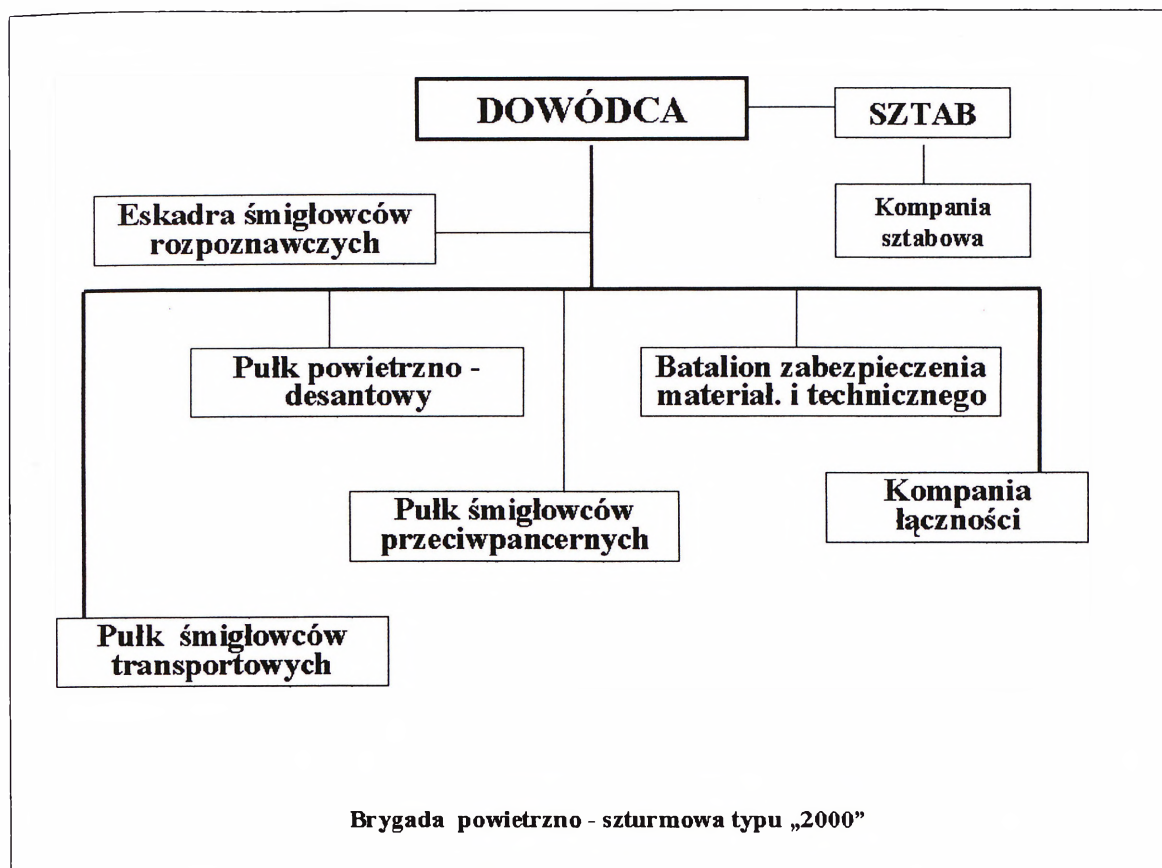 DOWÓDCA
SZTAB
Eskadra śmigłowców
rozpoznawczych
Kompania
sztabowa
Pułk powietrzno -
desantowy
Batalion zabezpieczenia
materiał. i technicznego
Pułk śmigłowców
przeciwpancernych
Kompania
łączności
Pułk śmigłowców
transportowych
Brygada powietrzno - szturmowa typu „2000”